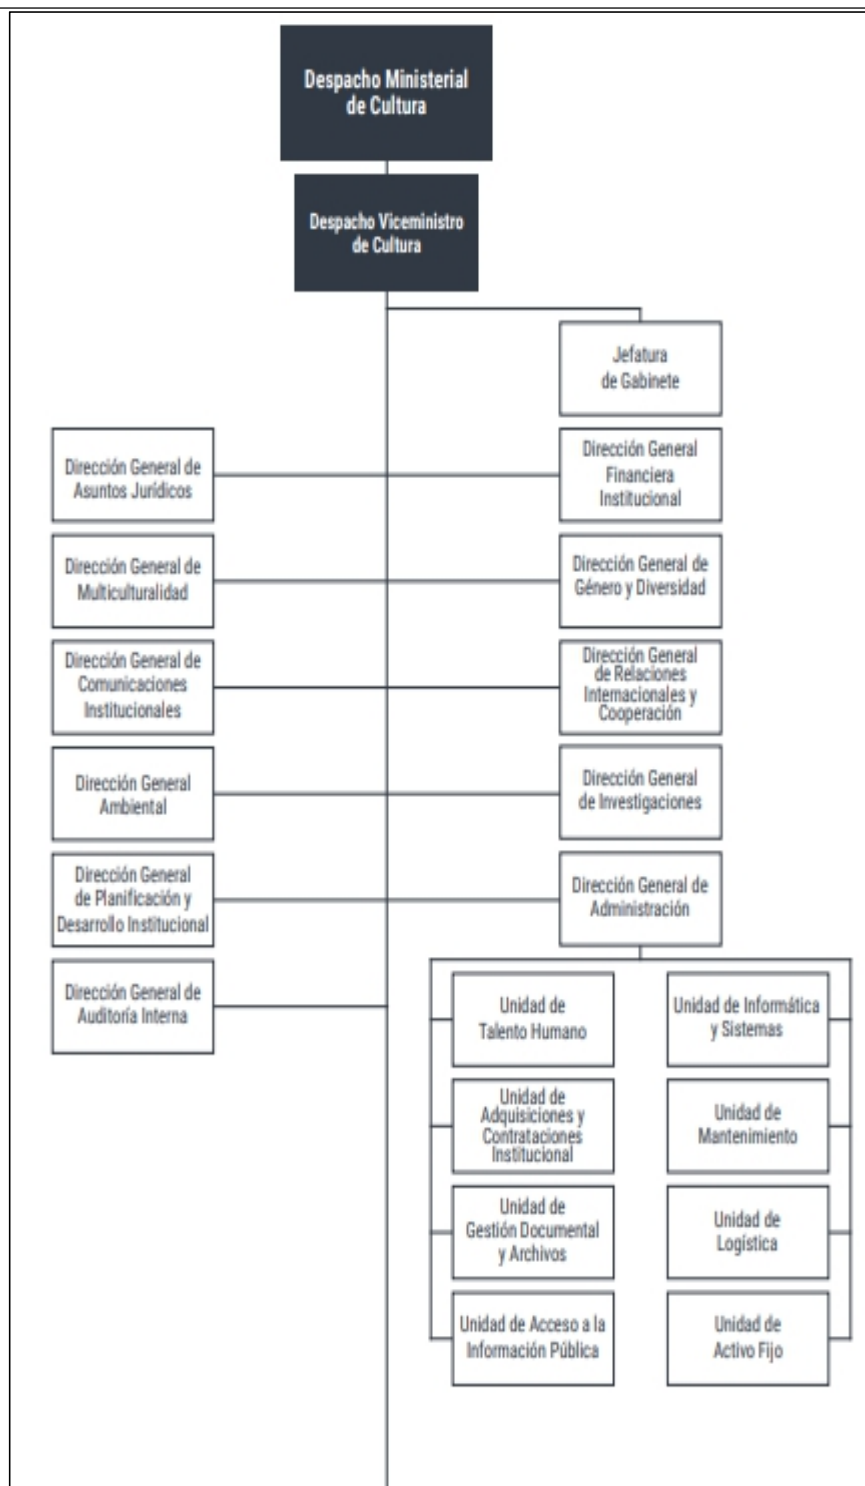 Despacho Ministerial
de Cultura
Despacho Viceministro
de Cultura
Jefatura
de Gabinete
Dirección General de
Asuntos Jurídicos
Dirección General
Financiera
Institucional
Dirección General de
Multiculturalidad
Dirección General de
Género y Diversidad
Dirección General de
Comunicaciones
Institucionales
Dirección General
de Relaciones
Internacionales y
Cooperación
Dirección General
Ambiental
Dirección General
de Investigaciones
Dirección General
de Planificación y
Desarrollo Institucional
Dirección General de
Administración
Dirección General de
Auditoría Interna
Unidad de
Talento Humano
Unidad de Informática
y Sistemas
Unidad de
Adquisiciones y
Contrataciones
Institucional
Unidad de
Mantenimiento
Unidad de
Gestión Documental
y Archivos
Unidad de
Logística
Unidad de Acceso a la
Información Pública
Unidad de
Activo Fijo